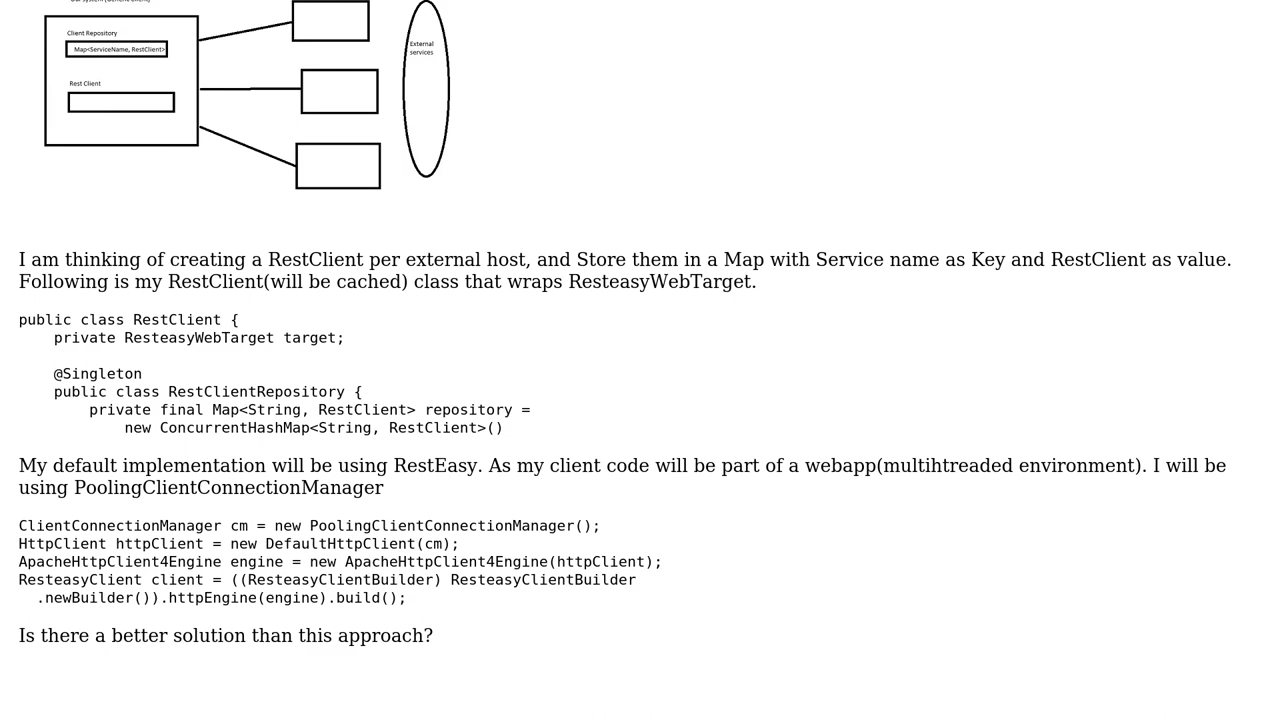 Client Repository
Map<ServiceName, RestClient>
Rest Client
External
services
I am thinking of creating a RestClient per external host, and Store them in a Map with Service name as Key and RestClient as value.
Following is my RestClient(will be cached) class that wraps ResteasyWebTarget.
public class RestClient {
    private ResteasyWebTarget target;
    @Singleton
    public class RestClientRepository {
        private final Map<String, RestClient> repository =
            new ConcurrentHashMap<String, RestClient>()
My default implementation will be using RestEasy. As my client code will be part of a webapp(multihtreaded environment). I will be
using PoolingClientConnectionManager
ClientConnectionManager cm = new PoolingClientConnectionManager();
HttpClient httpClient = new DefaultHttpClient(cm);
ApacheHttpClient4Engine engine = new ApacheHttpClient4Engine(httpClient);
ResteasyClient client = ((ResteasyClientBuilder) ResteasyClientBuilder
  .newBuilder()).httpEngine(engine).build();
Is there a better solution than this approach?